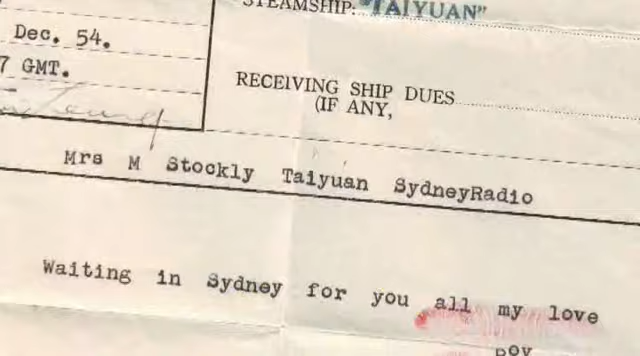 STEAMSHIP: "TAIYUAN"
Dec. 54.
7 GMT.
RECEIVING SHIP DUES
(IF ANY,
Mrs M Stockly Taiyuan SydneyRadio
Waiting in Sydney for you all my love